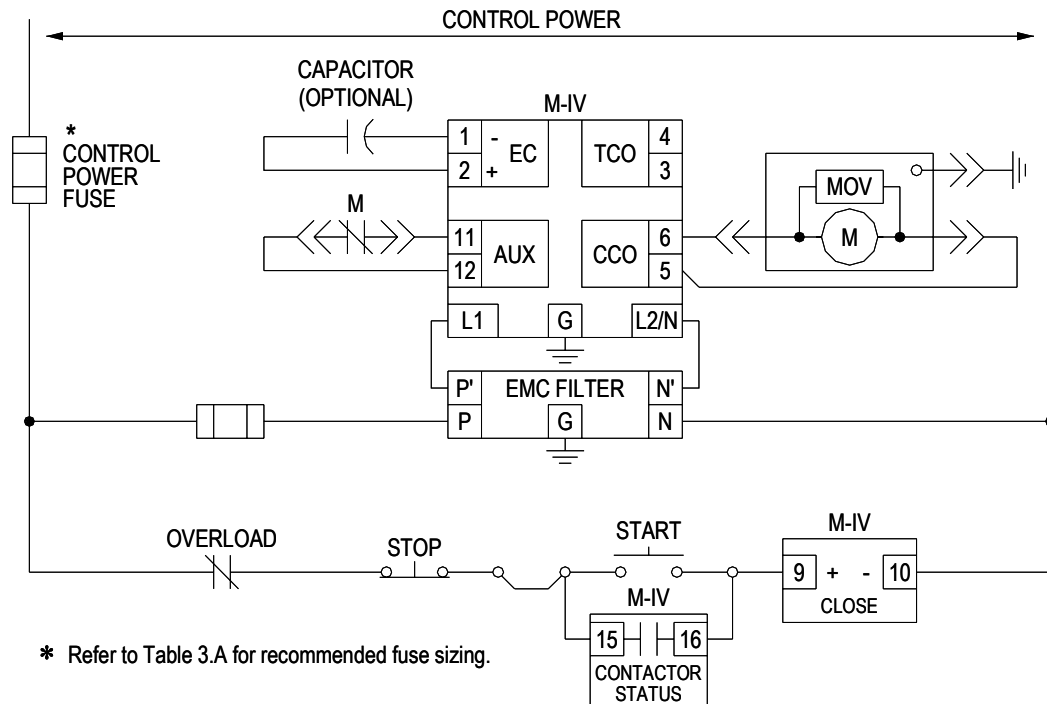 CONTROL POWER
CAPACITOR
(OPTIONAL)
M-IV
*
CONTROL
POWER
FUSE
1 - EC TCO 4
2 + 3
MOV
M
M
11 AUX CCO 6
12 5
L1 G L2/N
P' EMC FILTER N'
P G N
OVERLOAD
STOP
START
M-IV
9 + - 10
CLOSE
M-IV
15 16
CONTACTOR
STATUS
* Refer to Table 3.A for recommended fuse sizing.